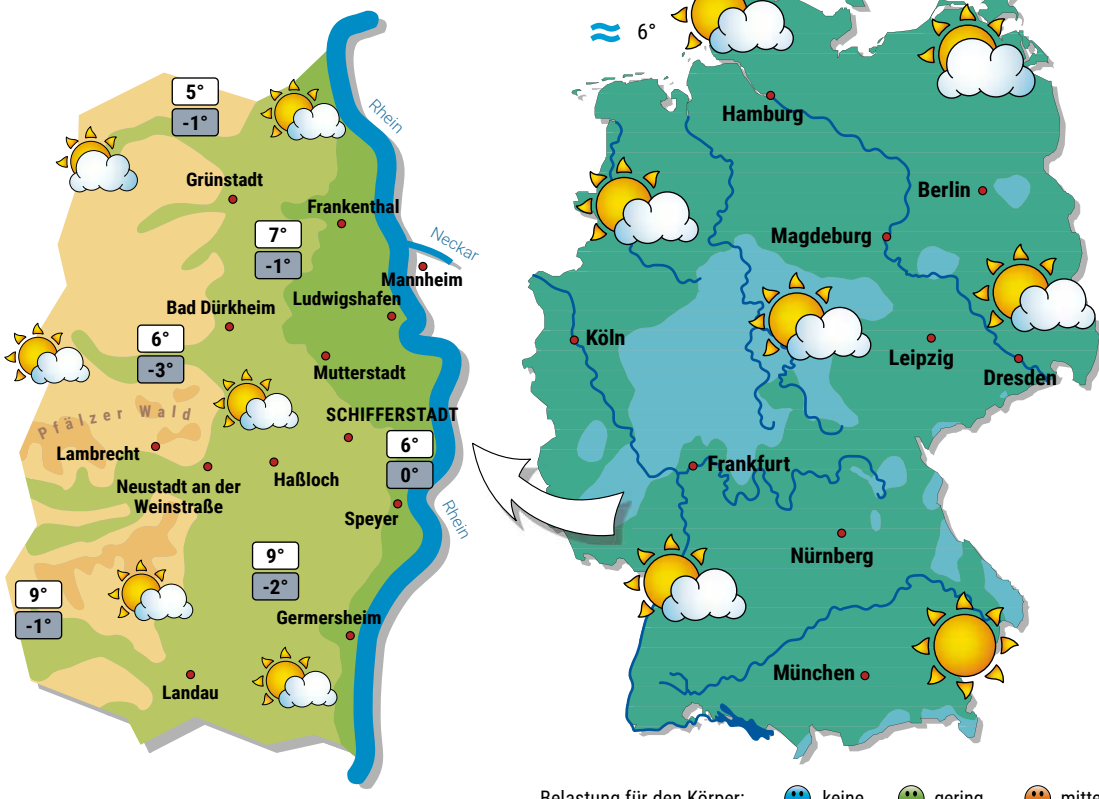 5°
-1°
Rhein
Grünstadt
Frankenthal
7°
-1°
Neckar
Mannheim
Ludwigshafen
Bad Dürkheim
6°
-3°
Mutterstadt
Pfälzer Wald
SCHIFFERSTADT
Lambrecht
6°
0°
Haßloch
Neustadt an der
Weinstraße
Speyer
Rhein
9°
-2°
9°
-1°
Germersheim
Landau
6°
Hamburg
Berlin
Magdeburg
Köln
Leipzig
Dresden
Frankfurt
Nürnberg
München
Belastung für den Körper: keine gering